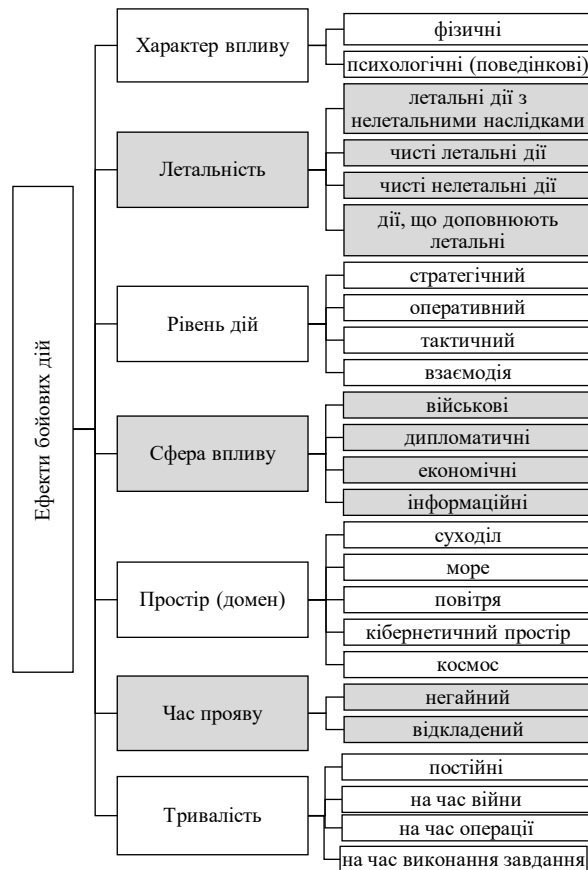 Ефекти бойових дій
Характер впливу
фізичні
психологічні (поведінкові)
Летальність
летальні дії з
нелетальними наслідками
чисті летальні дії
чисті нелетальні дії
дії, що доповнюють
летальні
Рівень дій
стратегічний
оперативний
тактичний
взаємодія
Сфера впливу
військові
дипломатичні
економічні
інформаційні
Простір (домен)
суходіл
море
повітря
кібернетичний простір
космос
Час прояву
негайний
відкладений
Тривалість
постійні
на час війни
на час операції
на час виконання завдання